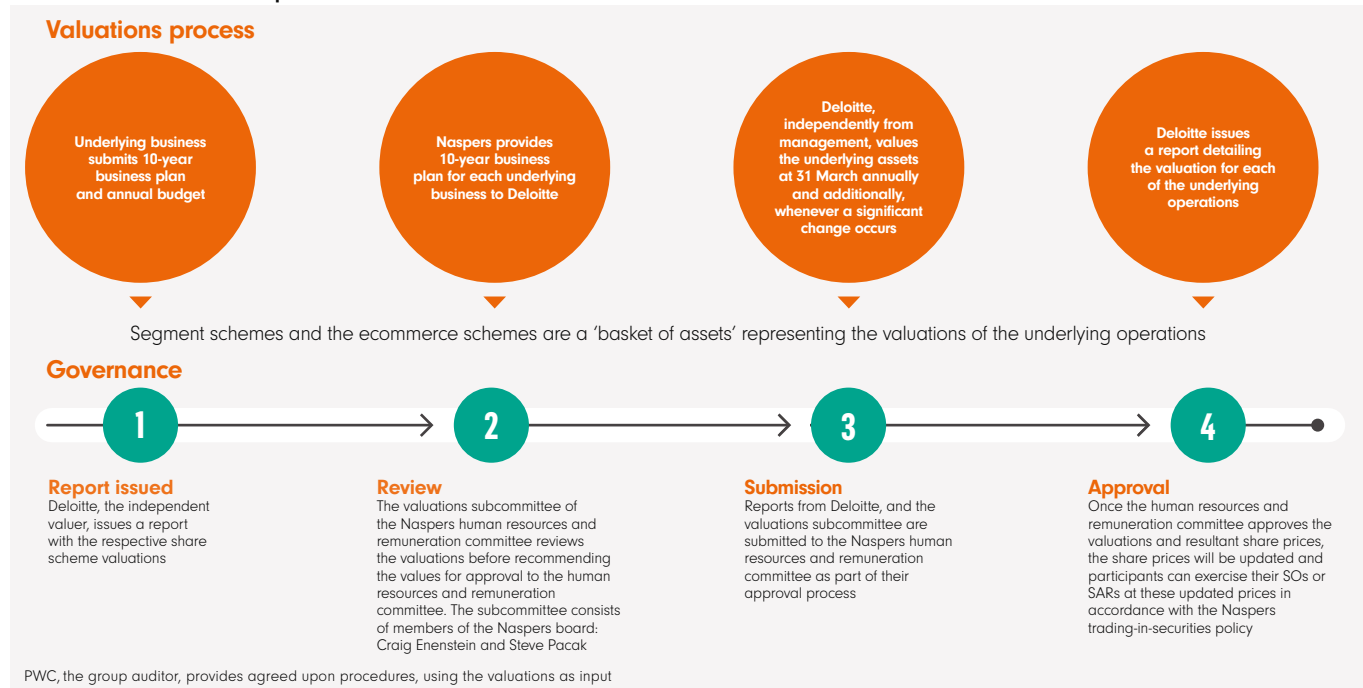 Valuations process
Underlying business
submits 10-year
business plan
and annual budget
Naspers provides
10-year business
plan for each underlying
business to Deloitte
Deloitte,
independently from
management, values
the underlying assets
at 31 March annually
and additionally,
whenever a significant
change occurs
Deloitte issues
a report detailing
the valuation for each
of the underlying
operations
Segment schemes and the ecommerce schemes are a ‘basket of assets’ representing the valuations of the underlying operations
Governance
1
2
3
4
Report issued
Deloitte, the independent
valuer, issues a report
with the respective share
scheme valuations
Review
The valuations subcommittee of
the Naspers human resources and
remuneration committee reviews
the valuations before recommending
the values for approval to the human
resources and remuneration
committee. The subcommittee consists
of members of the Naspers board:
Craig Enenstein and Steve Pacak
Submission
Reports from Deloitte, and the
valuations subcommittee are
submitted to the Naspers human
resources and remuneration
committee as part of their
approval process
Approval
Once the human resources and
remuneration committee approves the
valuations and resultant share prices,
the share prices will be updated and
participants can exercise their SOs or
SARs at these updated prices in
accordance with the Naspers
trading-in-securities policy
PWC, the group auditor, provides agreed upon procedures, using the valuations as input